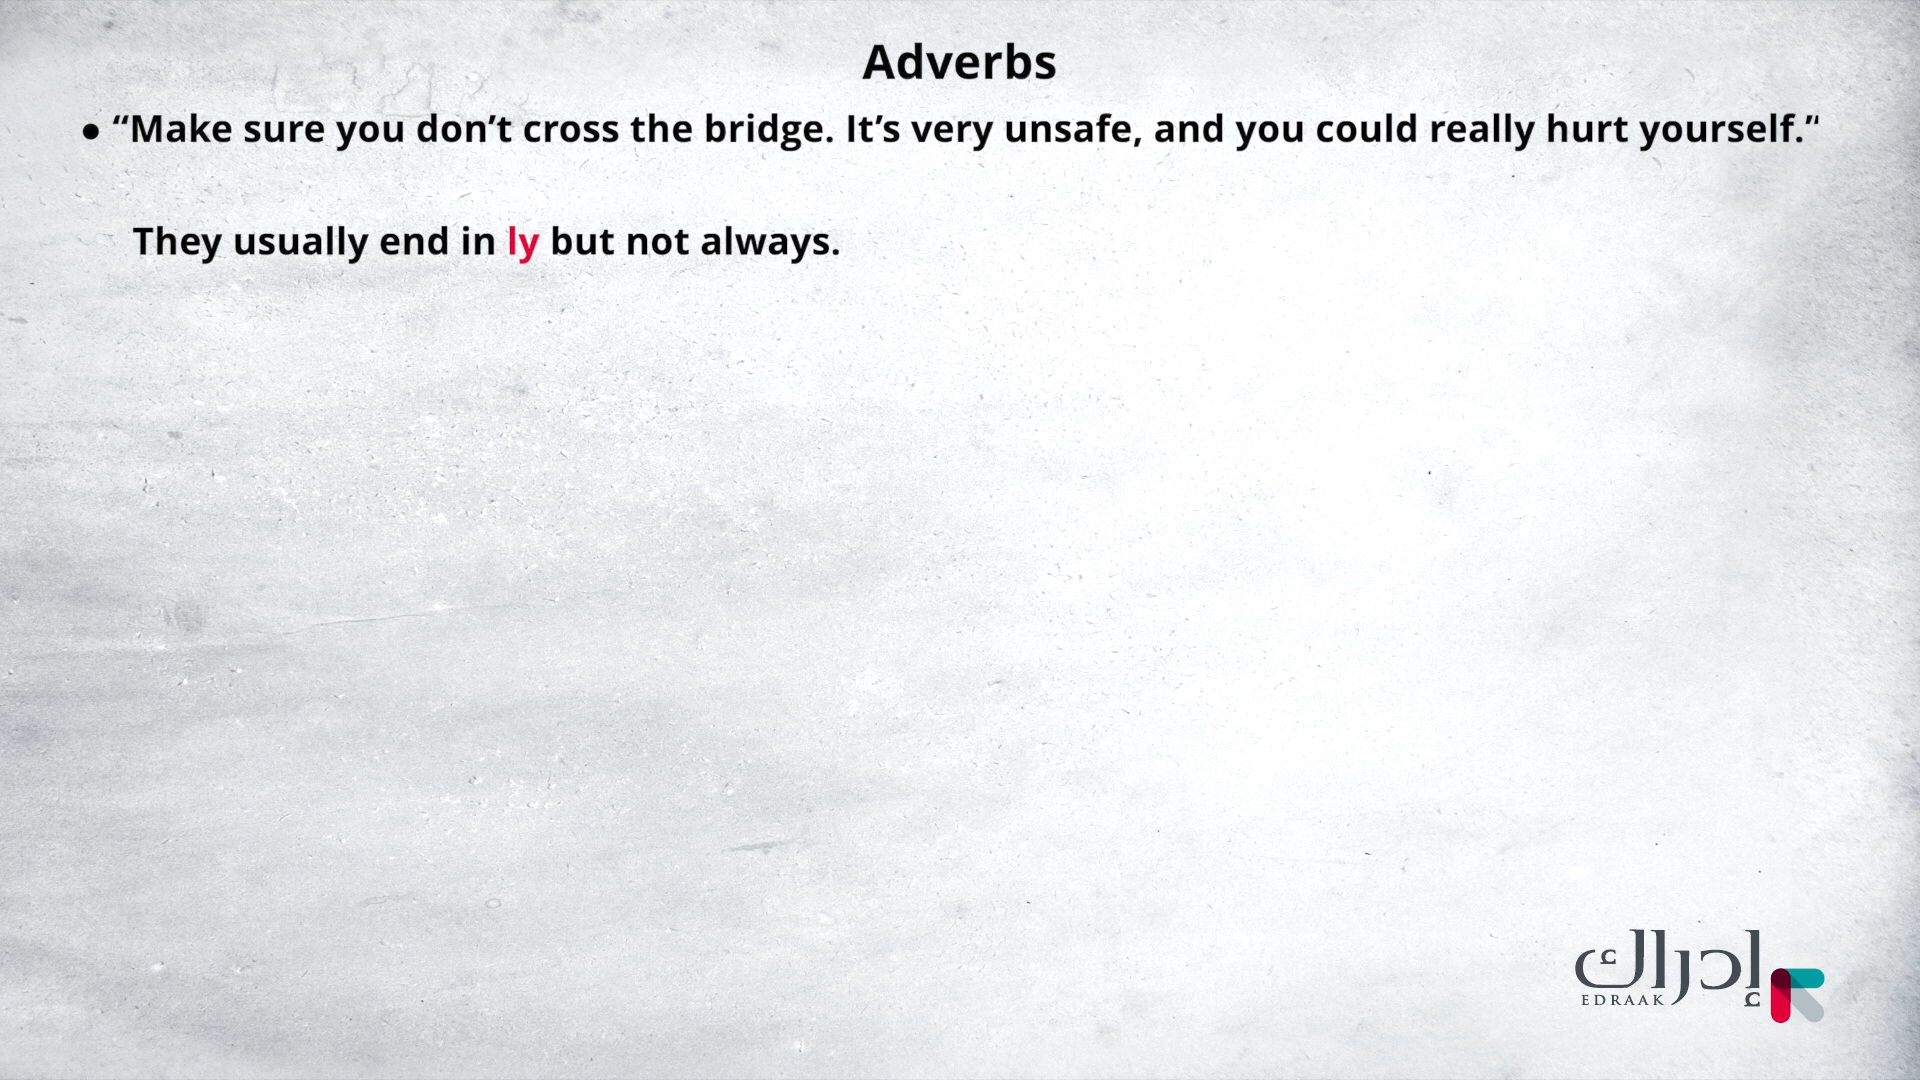 Adverbs
● “Make sure you don’t cross the bridge. It’s very unsafe, and you could really hurt yourself.”
They usually end in ly but not always.
إدراك
EDRAAK